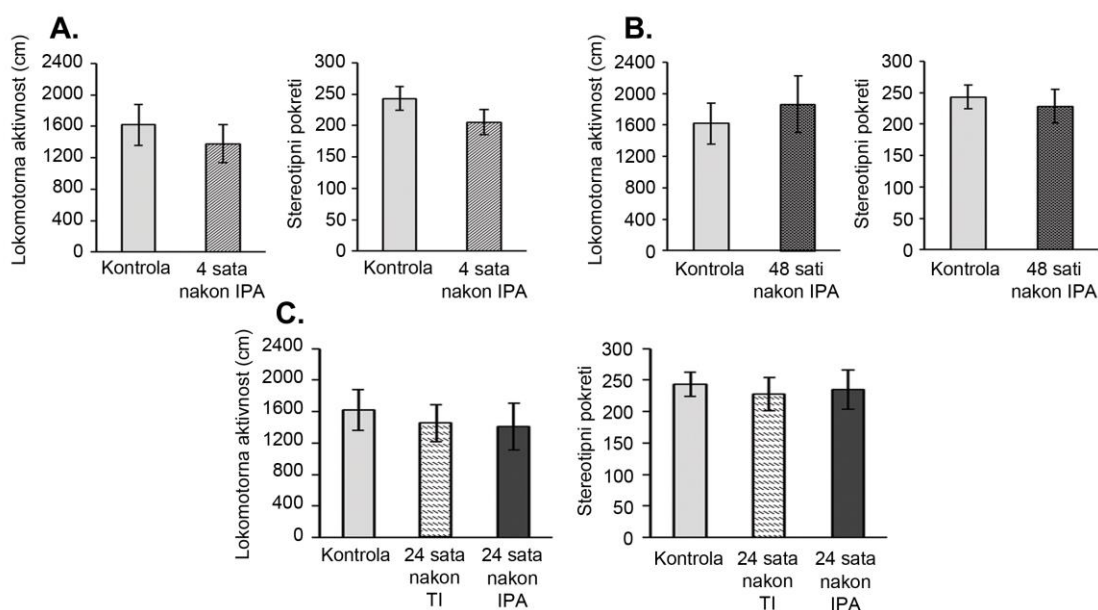 A.
Lokomotorna aktivnost (cm)
2400
2000
1600
1200
800
400
0
Kontrola
4 sata
nakon IPA
Stereotipni pokreti
300
250
200
150
100
50
0
Kontrola
4 sata
nakon IPA
B.
Lokomotorna aktivnost (cm)
2400
2000
1600
1200
800
400
0
Kontrola
48 sati
nakon IPA
Stereotipni pokreti
300
250
200
150
100
50
0
Kontrola
48 sati
nakon IPA
C.
Lokomotorna aktivnost (cm)
2400
2000
1600
1200
800
400
0
Kontrola
24 sata
nakon
TI
24 sata
nakon
IPA
Stereotipni pokreti
300
250
200
150
100
50
0
Kontrola
24 sata
nakon
TI
24 sata
nakon
IPA